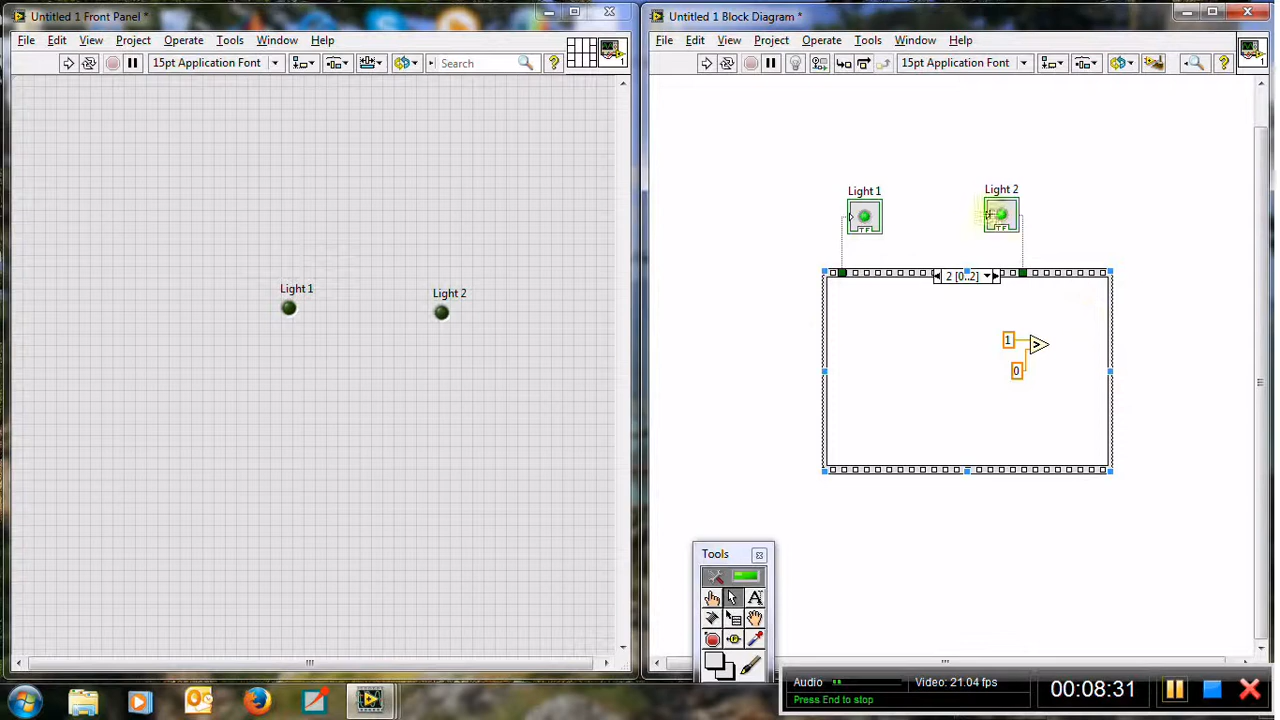 Untitled 1 Front Panel *
File Edit View Project Operate Tools Window Help
15pt Application Font
Search
?
Light 1
Light 2
Untitled 1 Block Diagram *
File Edit View Project Operate Tools Window Help
15pt Application Font
?
Light 1
Light 2
TF
TF
2 [0..2]
1
>
0
Tools
A
Audio
Video: 21.04 fps
Press End to stop
00:08:31